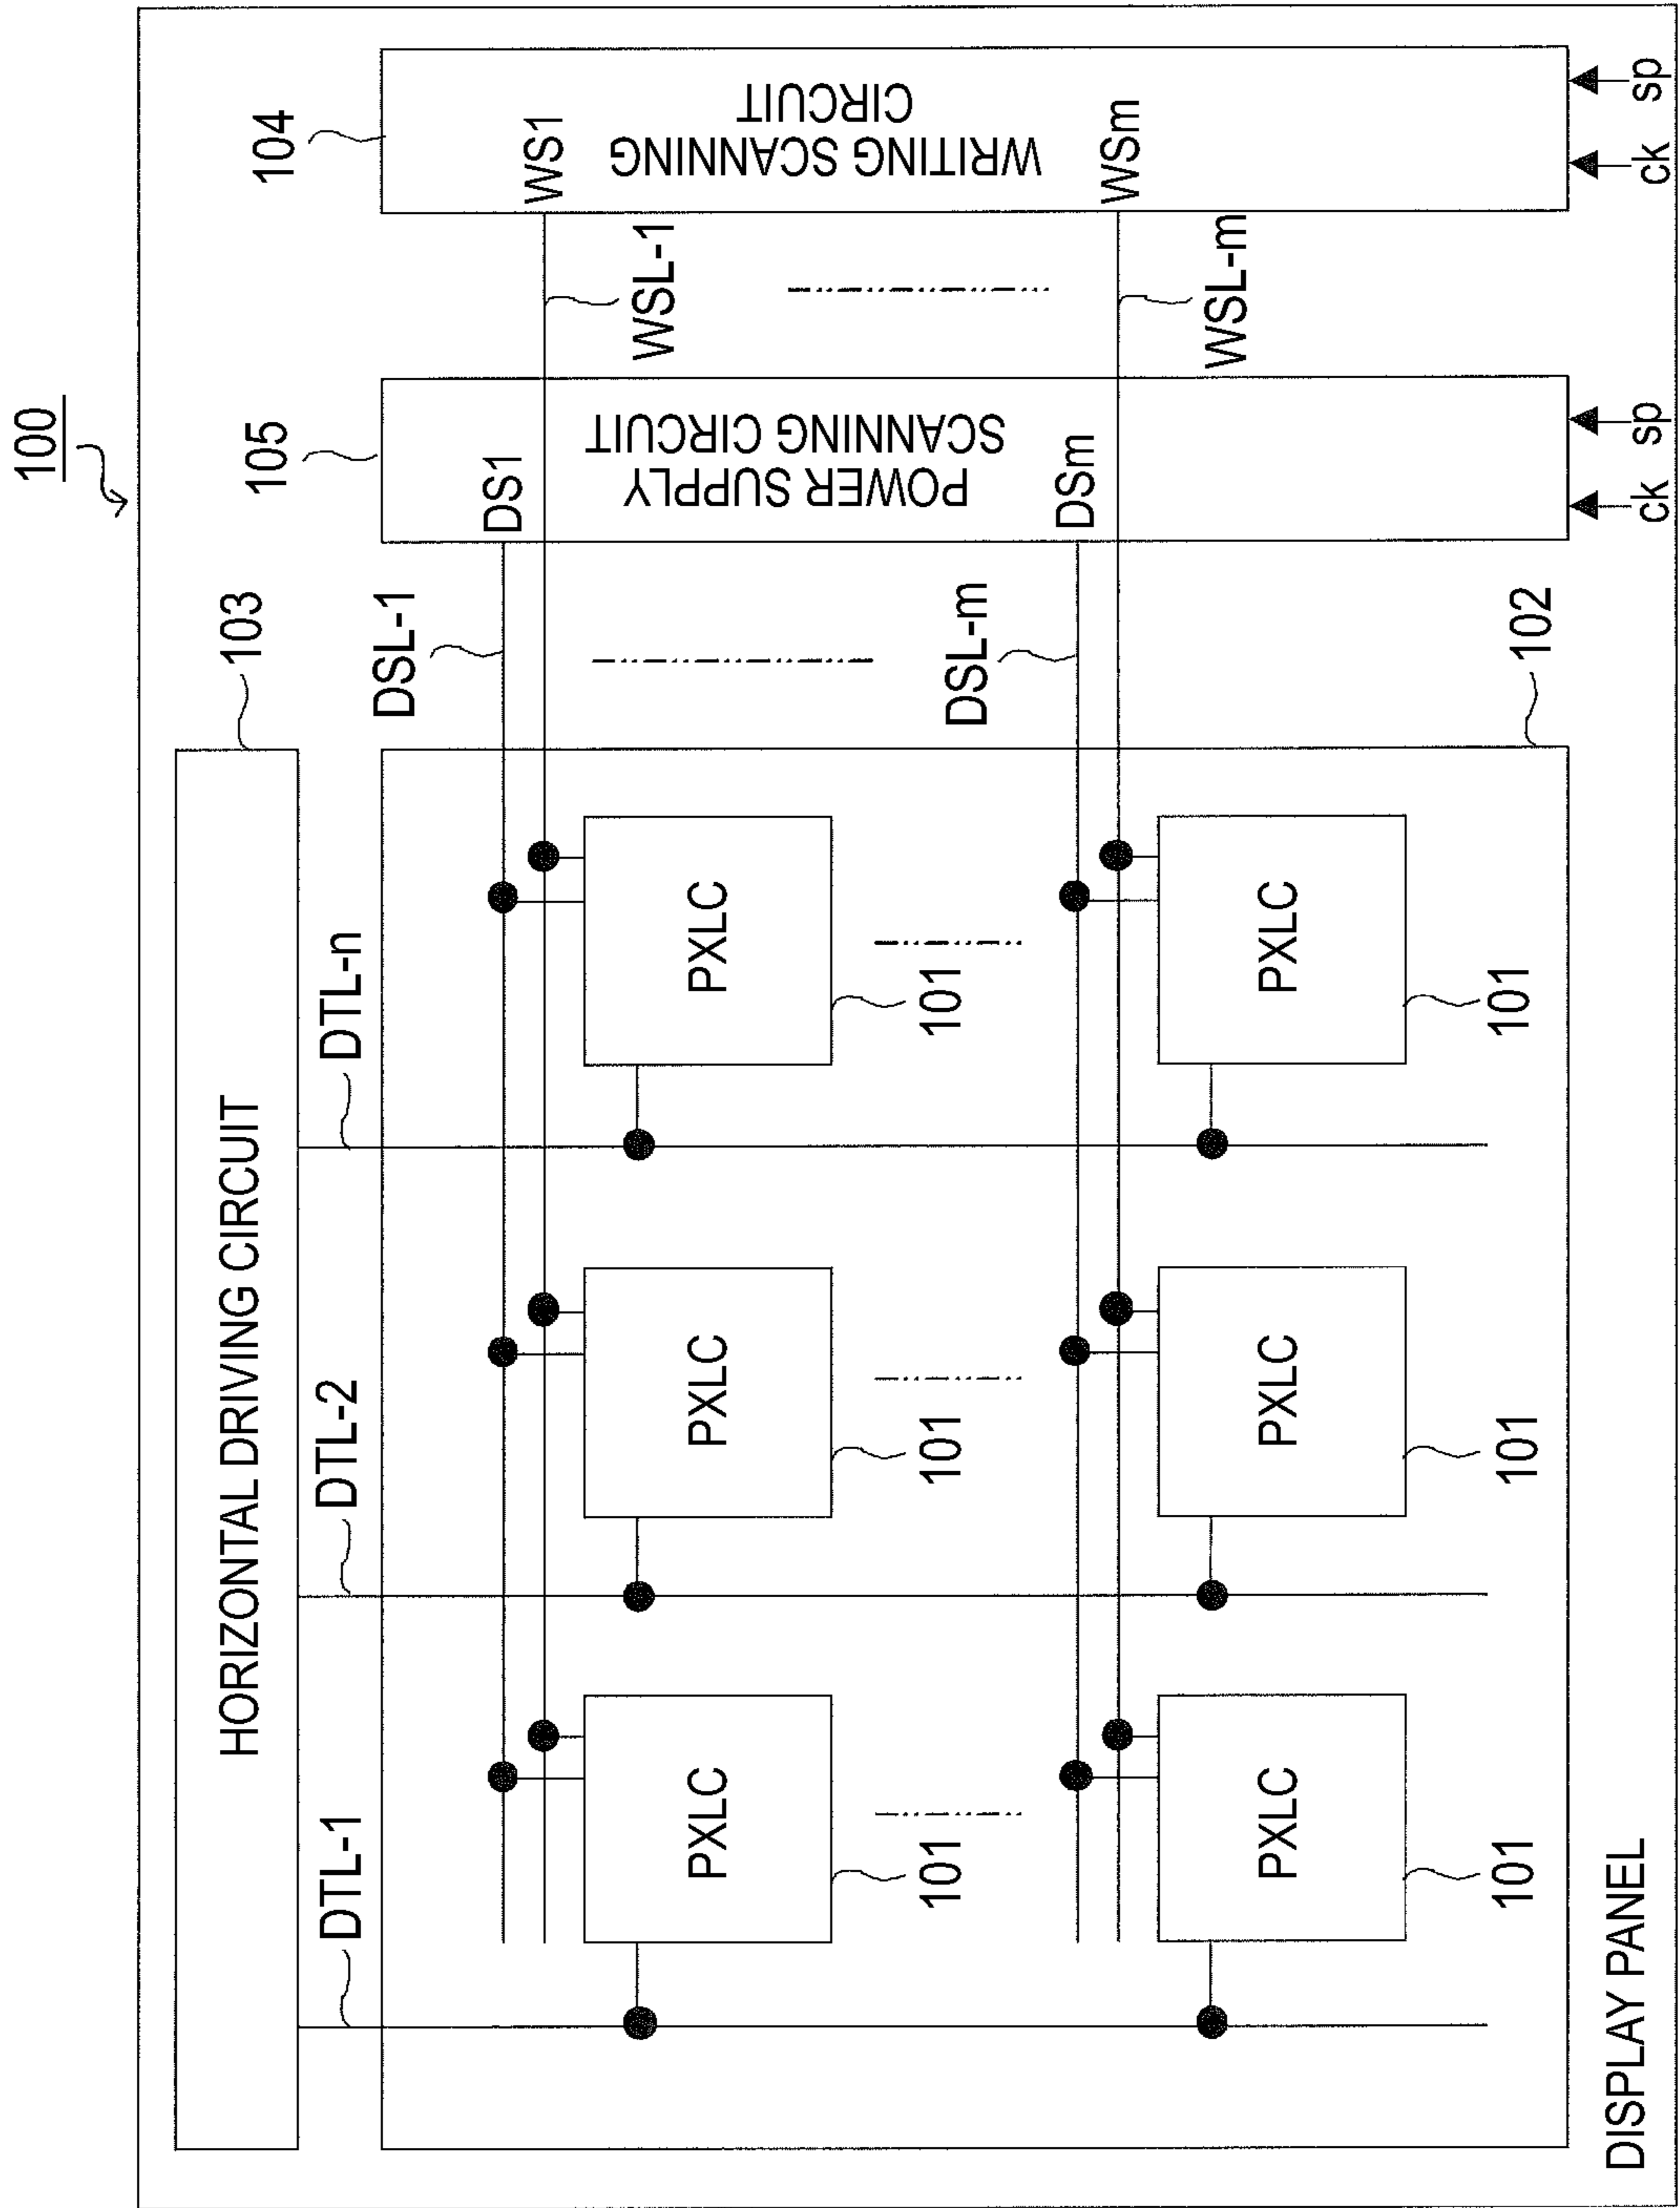 100
103
105
104
HORIZONTAL DRIVING CIRCUIT
DTL-1
DTL-2
DTL-n
DSL-1
DS1
WS1
WSL-1
PXLC
PXLC
PXLC
101
101
101
POWER SUPPLY
SCANNING CIRCUIT
WRITING SCANNING
CIRCUIT
DSL-m
DSm
WSm
WSL-m
PXLC
PXLC
PXLC
101
101
101
102
DISPLAY PANEL
ck
sp
ck
sp